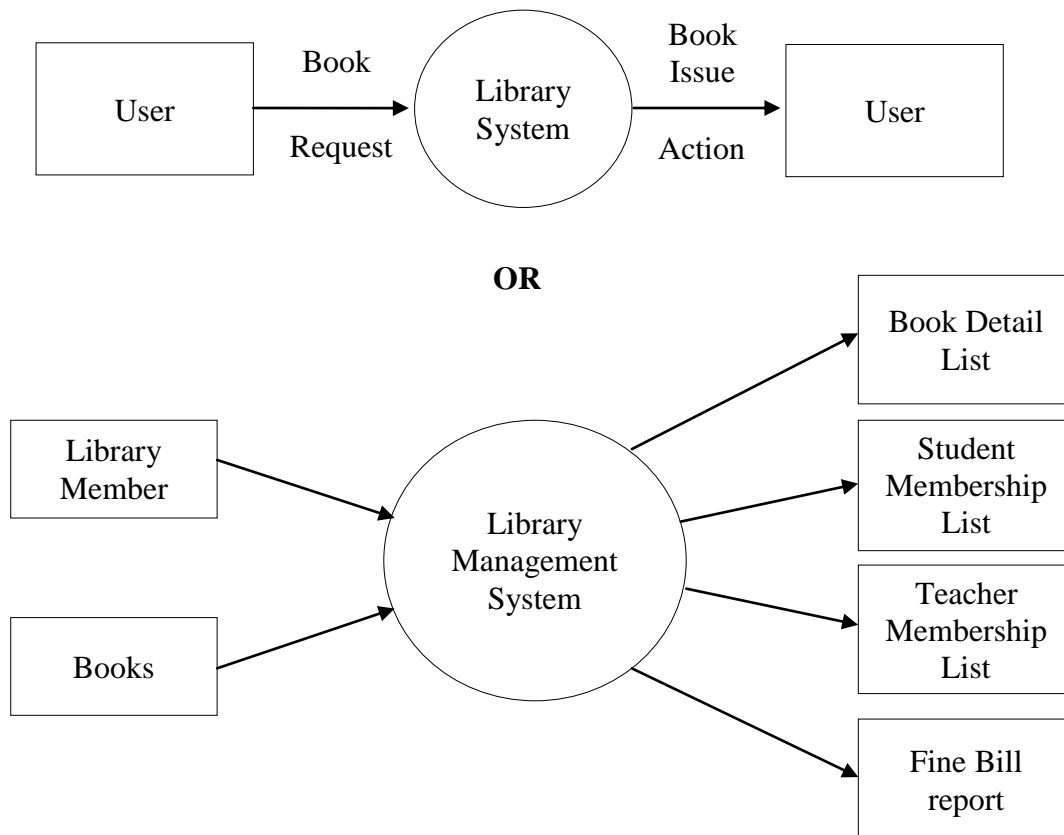 User
Book
Request
Library
System
Book
Issue
Action
User
OR
Library
Member
Books
Library
Management
System
Book Detail
List
Student
Membership
List
Teacher
Membership
List
Fine Bill
report